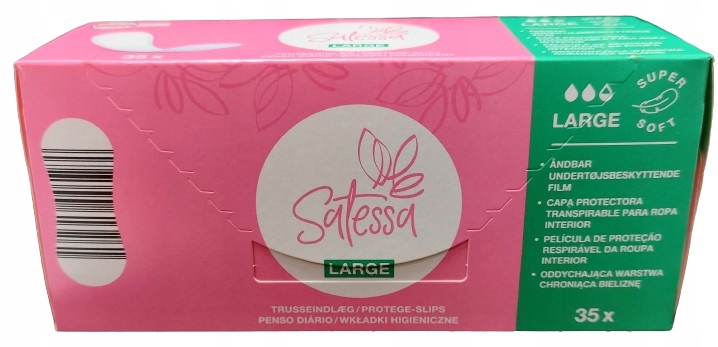 Satessa
LARGE
35 x
LARGE
SUPER
SOFT
LARGE
• ÅNDBAR
UNDERTØJSBESKYTTENDE
FILM
• CAPA PROTECTORA
TRANSPIRABLE PARA ROPA
INTERIOR
• PELÍCULA DE PROTEÇÃO
RESPIRÁVEL DA ROUPA
INTERIOR
• ODDYCHAJĄCA WARSTWA
CHRONIĄCA BIELIZNĘ
35 x
Satessa
LARGE
TRUSSEINDLÆG/PROTEGE-SLIPS
PENSO DIÁRIO/WKŁADKI HIGIENICZNE